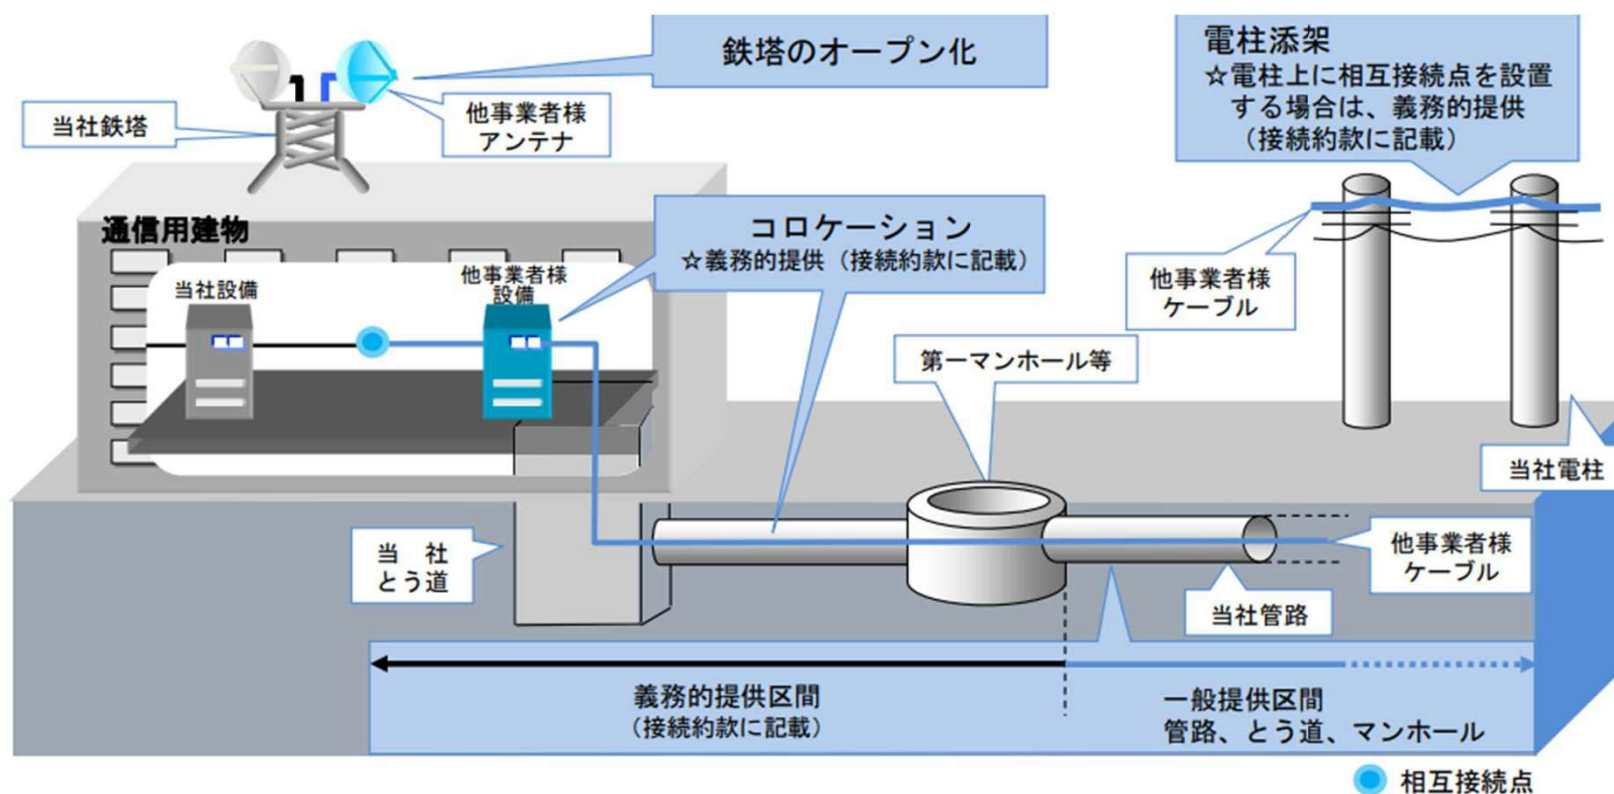 鉄塔のオープン化
電柱添架
☆電柱上に相互接続点を設置
する場合は、義務的提供
（接続約款に記載）
当社鉄塔
他事業者様
アンテナ
通信用建物
コロケーション
☆義務的提供（接続約款に記載）
当社設備
他事業者様
設備
他事業者様
ケーブル
第一マンホール等
当社電柱
当　社
とう道
他事業者様
ケーブル
当社管路
義務的提供区間
（接続約款に記載）
一般提供区間
管路、とう道、マンホール
相互接続点